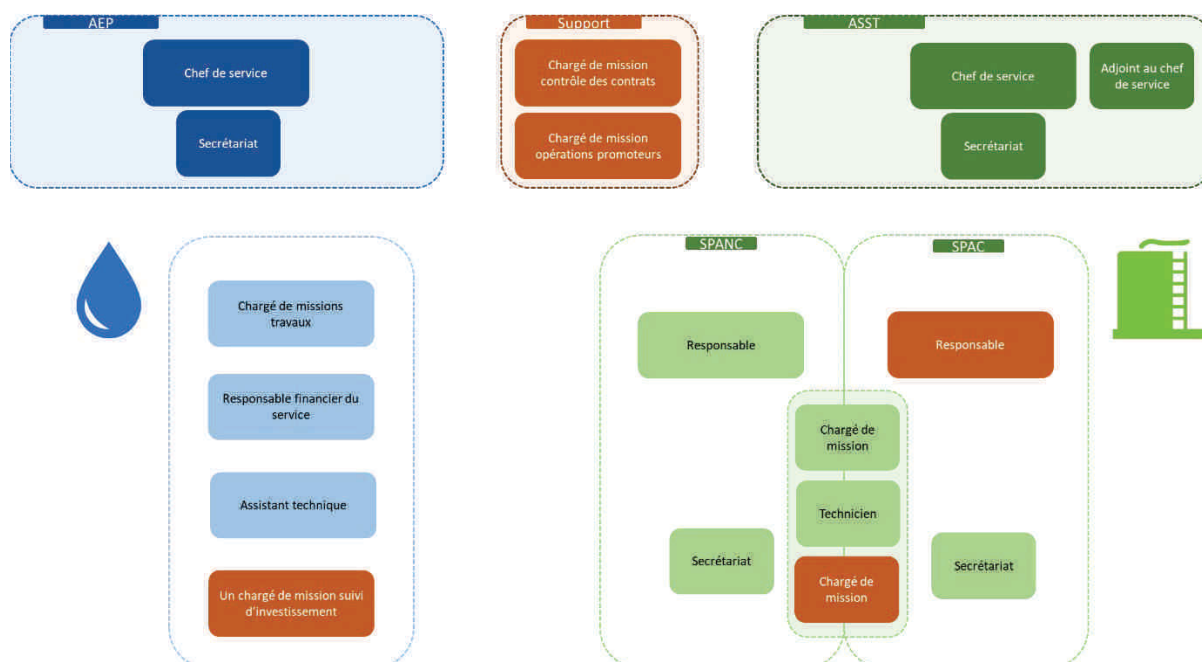 AEP
Chef de service
Secrétariat
Support
Chargé de mission
contrôle des contrats
Chargé de mission
opérations promoteurs
ASST
Chef de service
Adjoint au chef
de service
Secrétariat
Chargé de missions
travaux
Responsable financier du
service
Assistant technique
Un chargé de mission suivi
d'investissement
SPANC
SPAC
Responsable
Responsable
Chargé de
mission
Technicien
Chargé de
mission
Secrétariat
Secrétariat